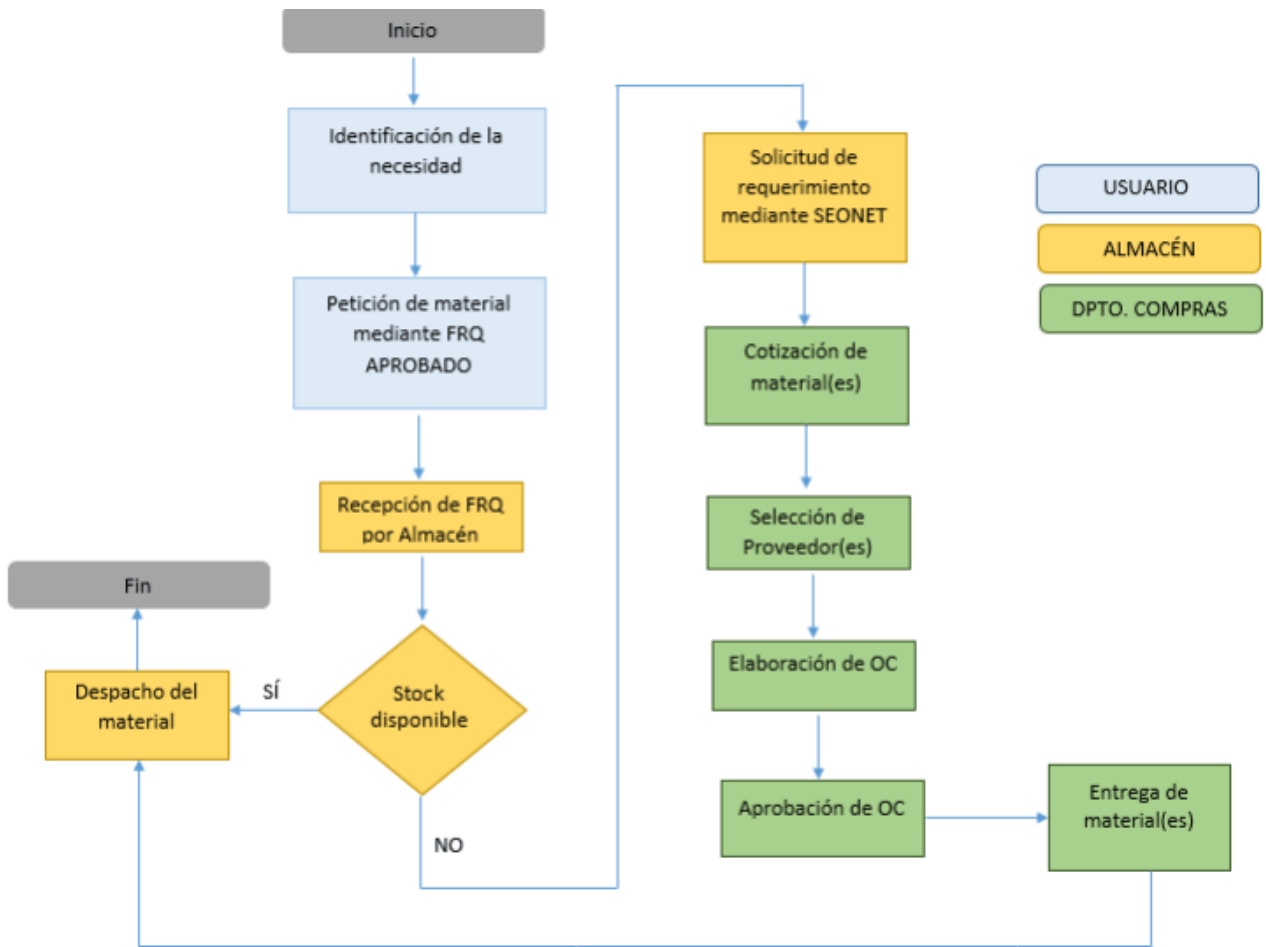 Inicio
Identificación de la
necesidad
Petición de material
mediante FRQ
APROBADO
Recepción de FRQ
por Almacén
Stock
disponible
SÍ
NO
Despacho del
material
Fin
Solicitud de
requerimiento
mediante SEONET
Cotización de
material(es)
Selección de
Proveedor(es)
Elaboración de OC
Aprobación de OC
Entrega de
material(es)
USUARIO
ALMACÉN
DPTO. COMPRAS